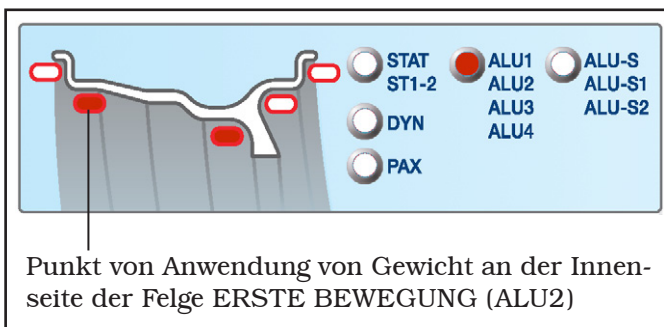 STAT
ST1-2
DYN
PAX
ALU1
ALU2
ALU3
ALU4
ALU-S
ALU-S1
ALU-S2
Punkt von Anwendung von Gewicht an der Innen-
seite der Felge ERSTE BEWEGUNG (ALU2)